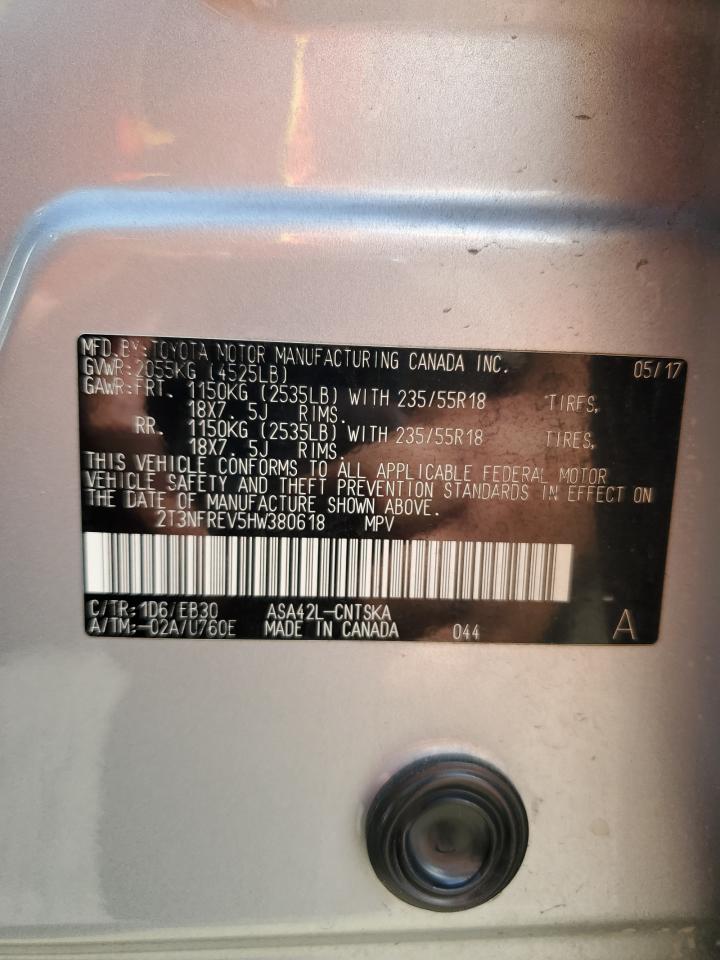 MFD. BY: TOYOTA MOTOR MANUFACTURING CANADA INC. 05/17
GVWR: 2055KG (4525LB)
GAWR: FRT. 1150KG (2535LB) WITH 235/55R18 TIRES,
18X7. 5J RIMS.
RR. 1150KG (2535LB) WITH 235/55R18 TIRES,
18X7. 5J RIMS.
THIS VEHICLE CONFORMS TO ALL APPLICABLE FEDERAL MOTOR
VEHICLE SAFETY AND THEFT PREVENTION STANDARDS IN EFFECT ON
THE DATE OF MANUFACTURE SHOWN ABOVE.
2T3NFREV5HW380618 MPV
C/TR: 1D6/EB30 ASA42L-CNTSKA
A/TM:-02A/U760E MADE IN CANADA 044 A